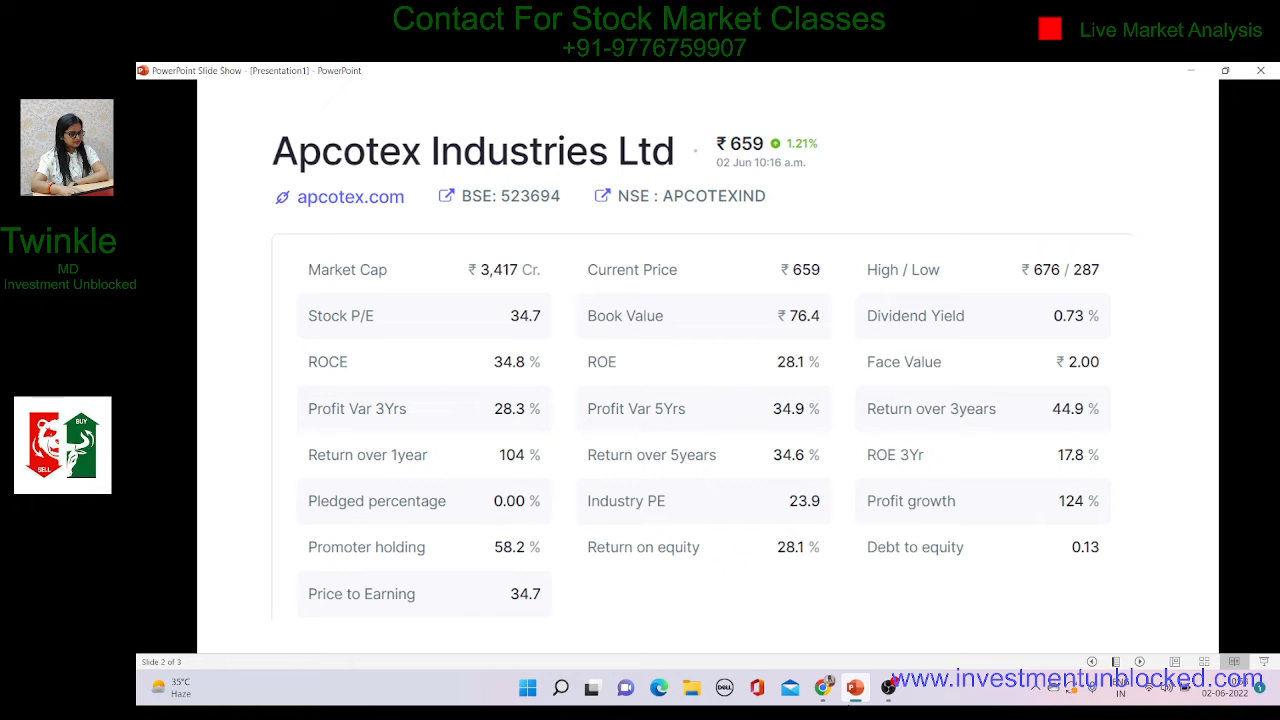 Contact For Stock Market Classes
+91-9776759907
Live Market Analysis
PowerPoint Slide Show - [Presentation1] - PowerPoint
Twinkle
MD
Investment Unblocked
SELL
BUY
Apcotex Industries Ltd
₹ 659 1.21%
02 Jun 10:16 a.m.
apcotex.com BSE: 523694 NSE : APCOTEXIND
Market Cap ₹ 3,417 Cr. Current Price ₹ 659 High / Low ₹ 676 / 287
Stock P/E 34.7 Book Value ₹ 76.4 Dividend Yield 0.73 %
ROCE 34.8 % ROE 28.1 % Face Value ₹ 2.00
Profit Var 3Yrs 28.3 % Profit Var 5Yrs 34.9 % Return over 3years 44.9 %
Return over 1year 104 % Return over 5years 34.6 % ROE 3Yr 17.8 %
Pledged percentage 0.00 % Industry PE 23.9 Profit growth 124 %
Promoter holding 58.2 % Return on equity 28.1 % Debt to equity 0.13
Price to Earning 34.7
Slide 2 of 3
35°C
Haze
DELL
www.investmentunblocked.com
IN
02-06-2022